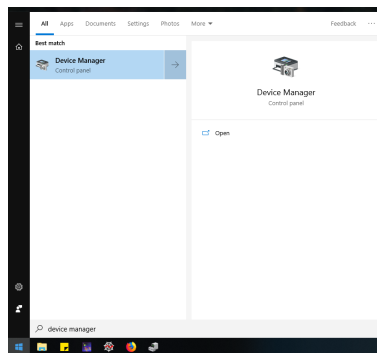 All Apps Documents Settings Photos More Feedback ...
Best match
Device Manager
Control panel
Device Manager
Control panel
Open
device manager